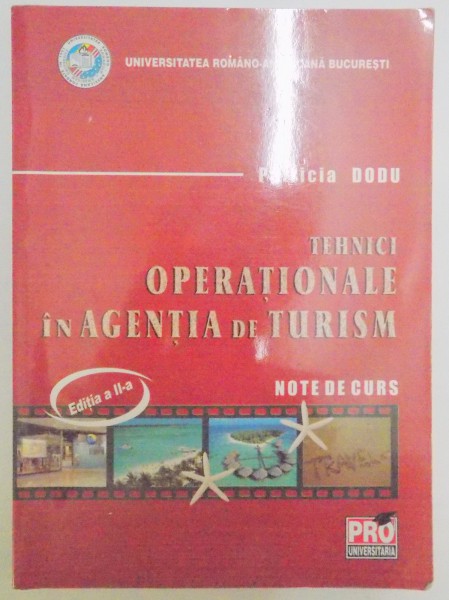 UNIVERSITATEA ROMÂNO-AMERICANĂ BUCUREȘTI
Patricia DODU
TEHNICI
OPERAȚIONALE
ÎN AGENȚIA DE TURISM
NOTE DE CURS
Ediția a II-a
TRAVEL
PRO
UNIVERSITARIA